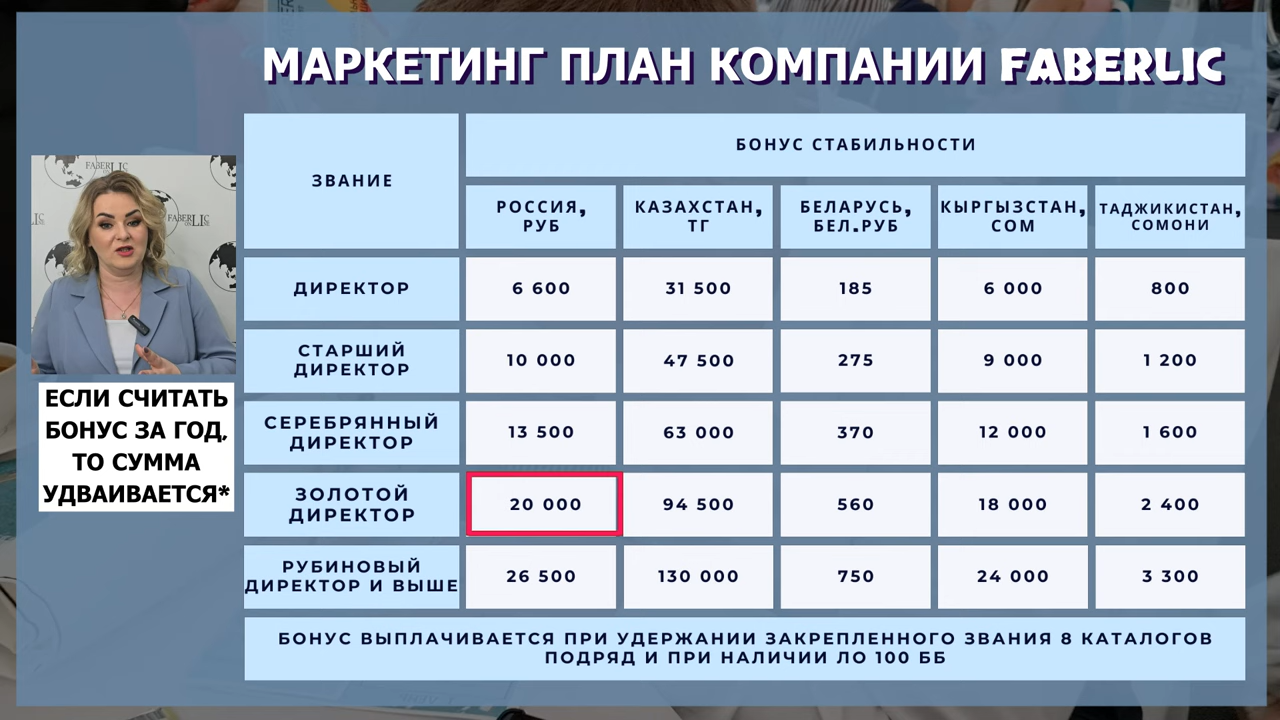 МАРКЕТИНГ ПЛАН КОМПАНИИ FABERLIC
ЗВАНИЕ
БОНУС СТАБИЛЬНОСТИ
РОССИЯ,
РУБ
КАЗАХСТАН,
ТГ
БЕЛАРУСЬ,
БЕЛ.РУБ
КЫРГЫЗСТАН,
СОМ
ТАДЖИКИСТАН,
СОМОНИ
ДИРЕКТОР
6 600
31 500
185
6 000
800
СТАРШИЙ
ДИРЕКТОР
10 000
47 500
275
9 000
1 200
СЕРЕБРЯННЫЙ
ДИРЕКТОР
13 500
63 000
370
12 000
1 600
ЗОЛОТОЙ
ДИРЕКТОР
20 000
94 500
560
18 000
2 400
РУБИНОВЫЙ
ДИРЕКТОР И ВЫШЕ
26 500
130 000
750
24 000
3 300
БОНУС ВЫПЛАЧИВАЕТСЯ ПРИ УДЕРЖАНИИ ЗАКРЕПЛЕННОГО ЗВАНИЯ 8 КАТАЛОГОВ
ПОДРЯД И ПРИ НАЛИЧИИ ЛО 100 ББ
FABERLIC
FABERLIC
ONLINE
ЕСЛИ СЧИТАТЬ
БОНУС ЗА ГОД,
ТО СУММА
УДВАИВАЕТСЯ*